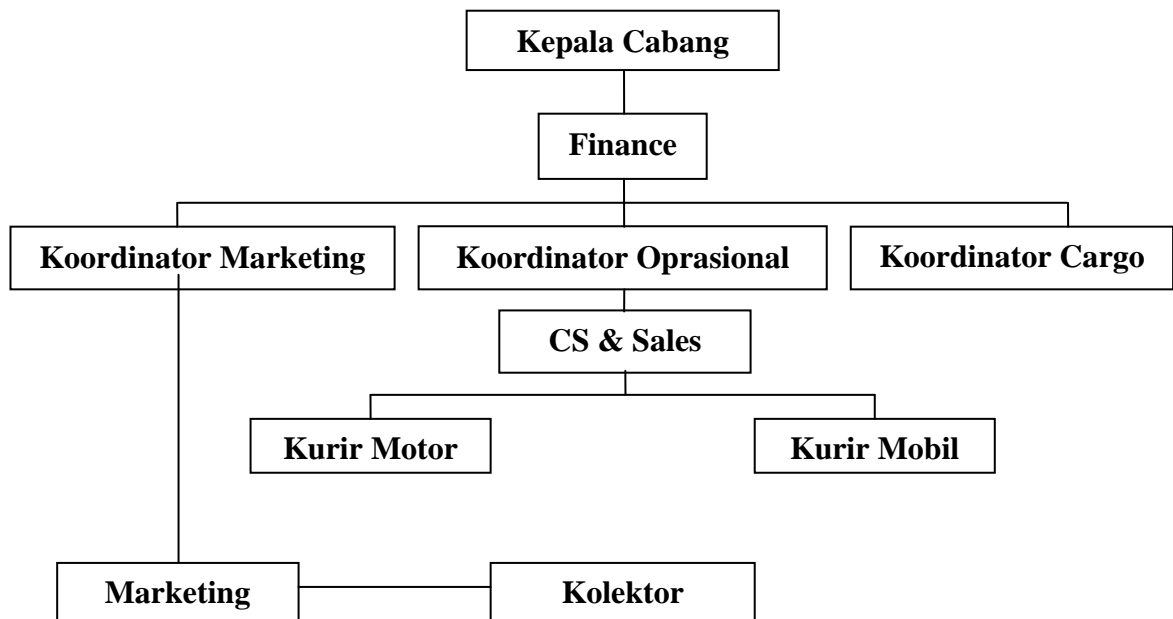 Kepala Cabang
Finance
Koordinator Marketing
Koordinator Oprasional
Koordinator Cargo
CS & Sales
Kurir Motor
Kurir Mobil
Marketing
Kolektor